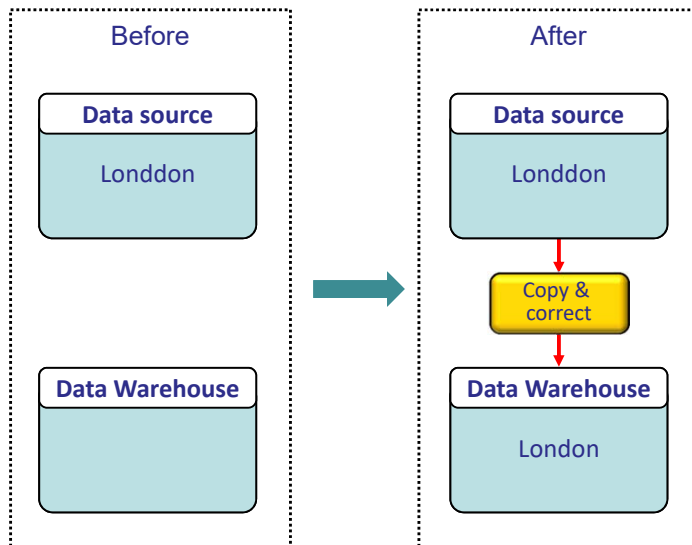 Before
Data source
Londdon
Data Warehouse
After
Data source
Londdon
Copy &
correct
Data Warehouse
London